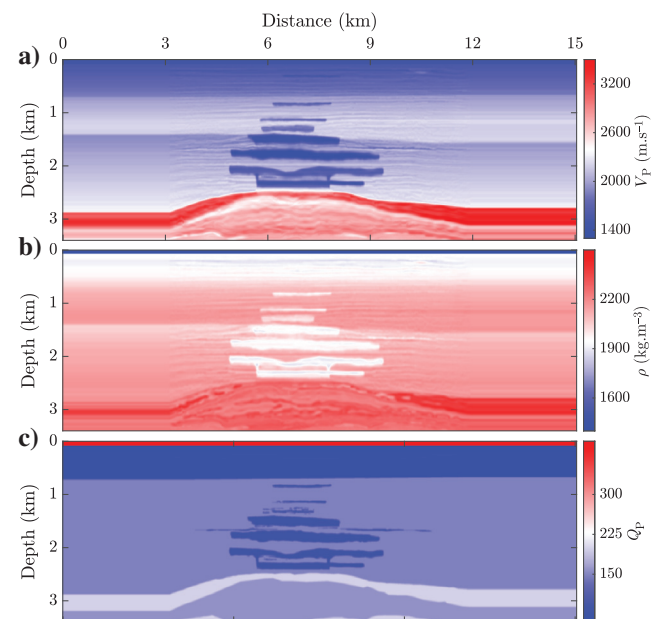 Distance (km)
0 3 6 9 12 15
a)
0
1
2
3
Depth (km)
3200
2600
2000
1400
V_P (m.s⁻¹)
b)
0
1
2
3
Depth (km)
2200
1900
1600
ρ (kg.m⁻³)
c)
0
1
2
3
Depth (km)
300
225
150
Q_P